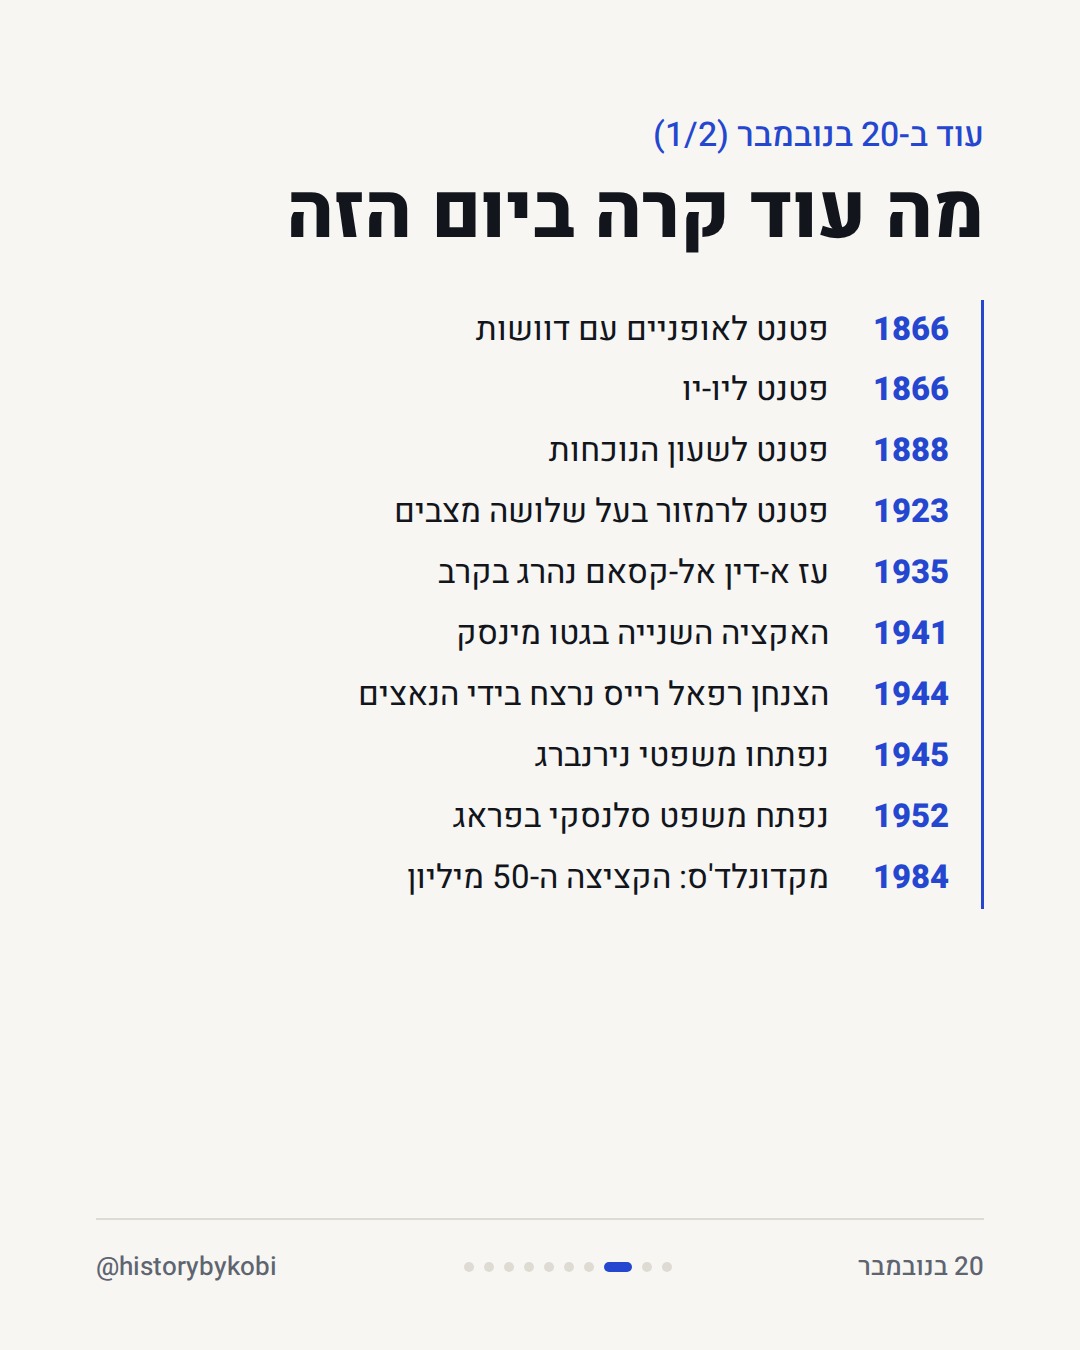 עוד ב-20 בנובמבר (1/2)
מה עוד קרה ביום הזה
1866 פטנט לאופניים עם דוושות
1866 פטנט ליו-יו
1888 פטנט לשעון הנוכחות
1923 פטנט לרמזור בעל שלושה מצבים
1935 עז א-דין אל-קסאם נהרג בקרב
1941 האקציה השנייה בגטו מינסק
1944 הצנחן רפאל רייס נרצח בידי הנאצים
1945 נפתחו משפטי נירנברג
1952 נפתח משפט סלנסקי בפראג
1984 מקדונלד'ס: הקציצה ה-50 מיליון
20 בנובמבר
@historybykobi